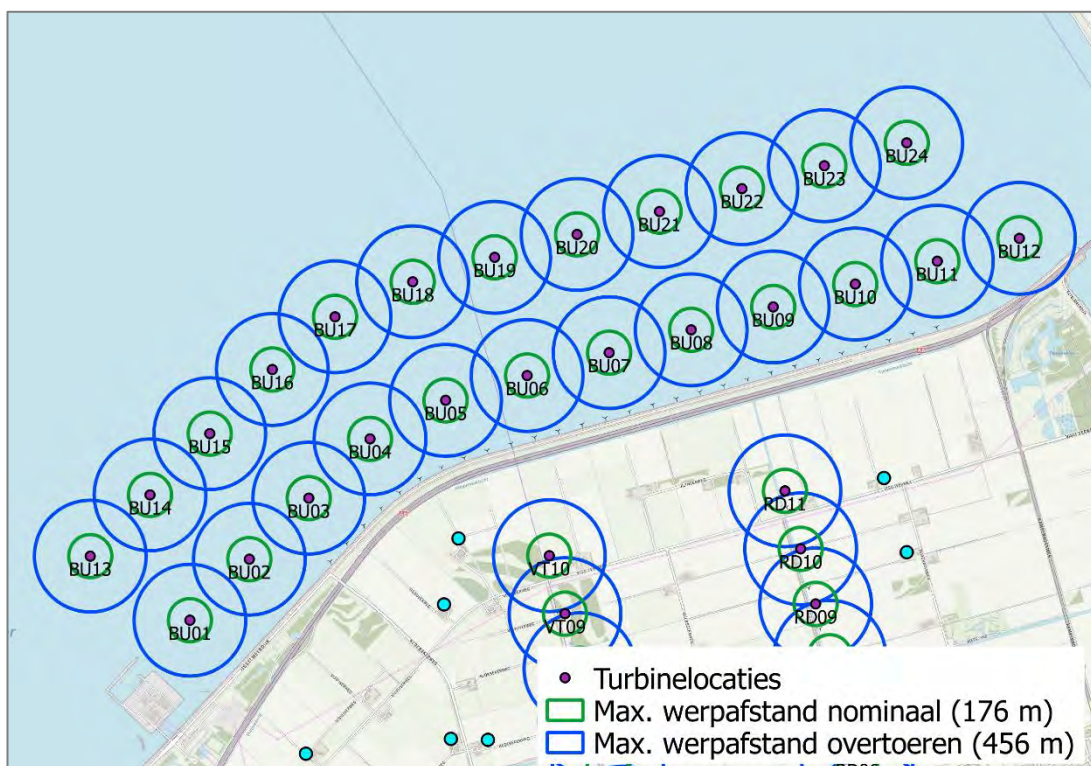 BU24
BU23
BU22
BU21
BU20
BU19
BU18
BU17
BU16
BU15
BU14
BU13
BU12
BU11
BU10
BU09
BU08
BU07
BU06
BU05
BU04
BU03
BU02
BU01
RD11
RD10
RD09
VT10
VT09
Turbinelocaties
Max. werpafstand nominaal (176 m)
Max. werpafstand overtoeren (456 m)